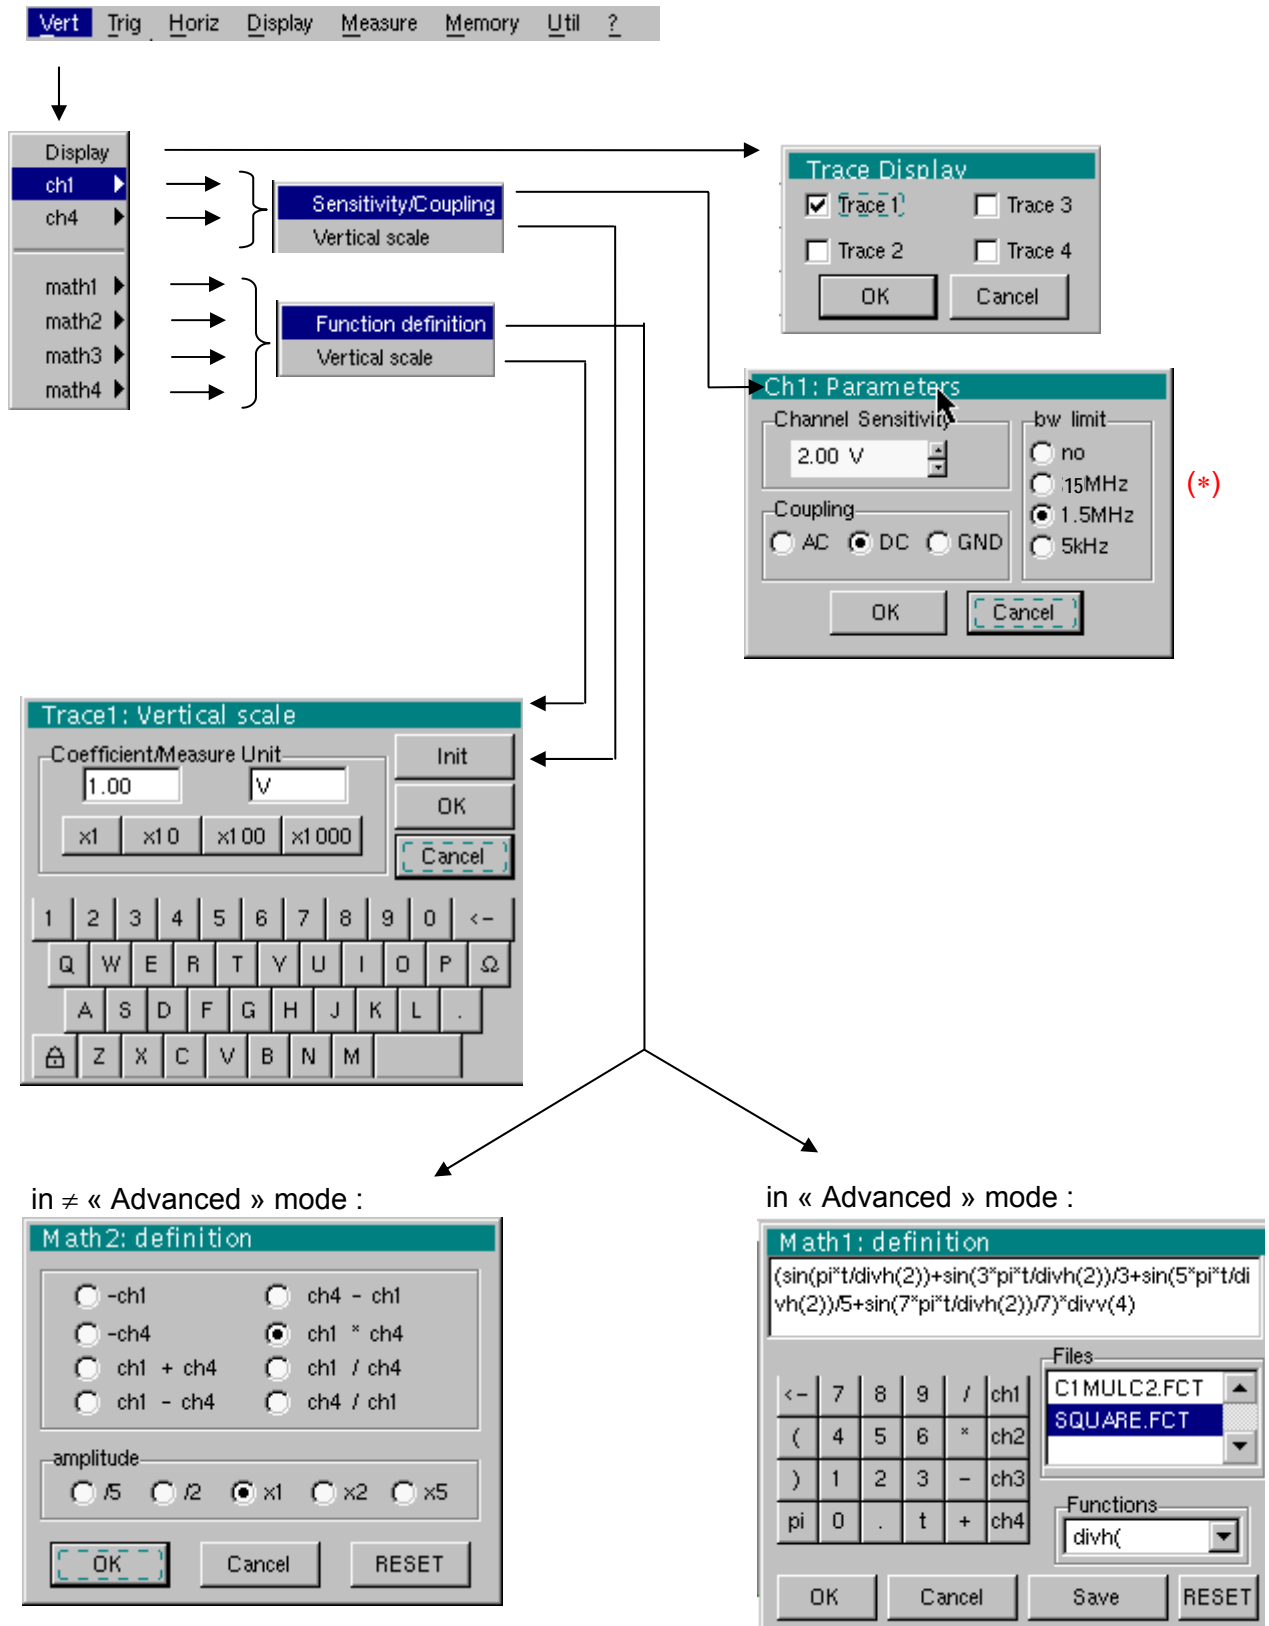 Vert Trig Horiz Display Measure Memory Util ?
Display
ch1
ch4
math1
math2
math3
math4
Sensitivity/Coupling
Vertical scale
Function definition
Vertical scale
Trace Display
Trace 1 Trace 3
Trace 2 Trace 4
OK Cancel
Ch1: Parameters
Channel Sensitivity
2.00 V
Coupling
AC DC GND
bw limit
no
15MHz
1.5MHz
5kHz
OK Cancel
(*)
Trace1: Vertical scale
Coefficient/Measure Unit
1.00 V
x1 x10 x100 x1000
Init
OK
Cancel
1 2 3 4 5 6 7 8 9 0 <-
Q W E R T Y U I O P Ω
A S D F G H J K L .
Z X C V B N M
in ≠ « Advanced » mode :
Math2: definition
-ch1 ch4 - ch1
-ch4 ch1 * ch4
ch1 + ch4 ch1 / ch4
ch1 - ch4 ch4 / ch1
amplitude
/5 /2 x1 x2 x5
OK Cancel RESET
in « Advanced » mode :
Math1: definition
(sin(pi*t/divh(2))+sin(3*pi*t/divh(2))/3+sin(5*pi*t/di
vh(2))/5+sin(7*pi*t/divh(2))/7)*divv(4)
<- 7 8 9 / ch1
( 4 5 6 * ch2
) 1 2 3 - ch3
pi 0 . t + ch4
Files
C1MULC2.FCT
SQUARE.FCT
Functions
divh(
OK Cancel Save RESET